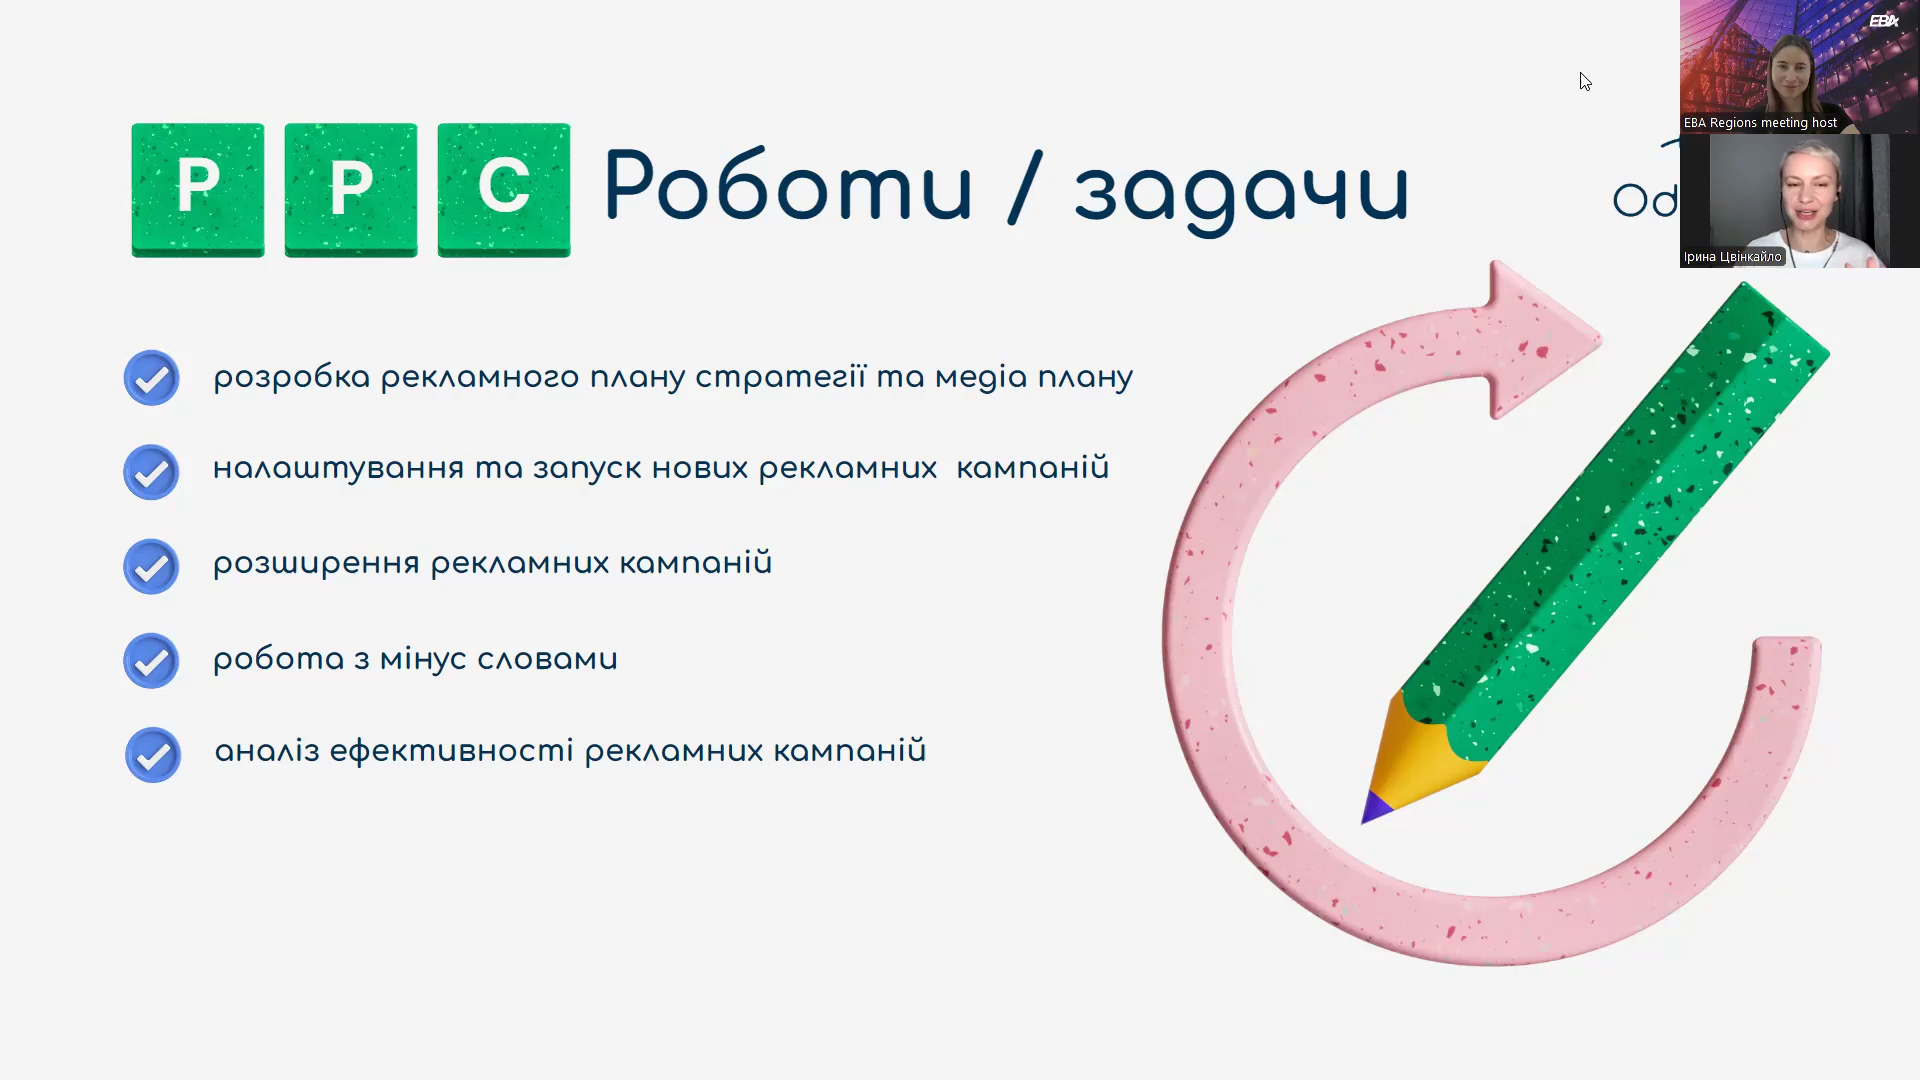 EBA
EBA Regions meeting host
P P C Роботи / задачи
Ірина Цвінкайло
розробка рекламного плану стратегії та медіа плану
налаштування та запуск нових рекламних кампаній
розширення рекламних кампаній
робота з мінус словами
аналіз ефективності рекламних кампаній